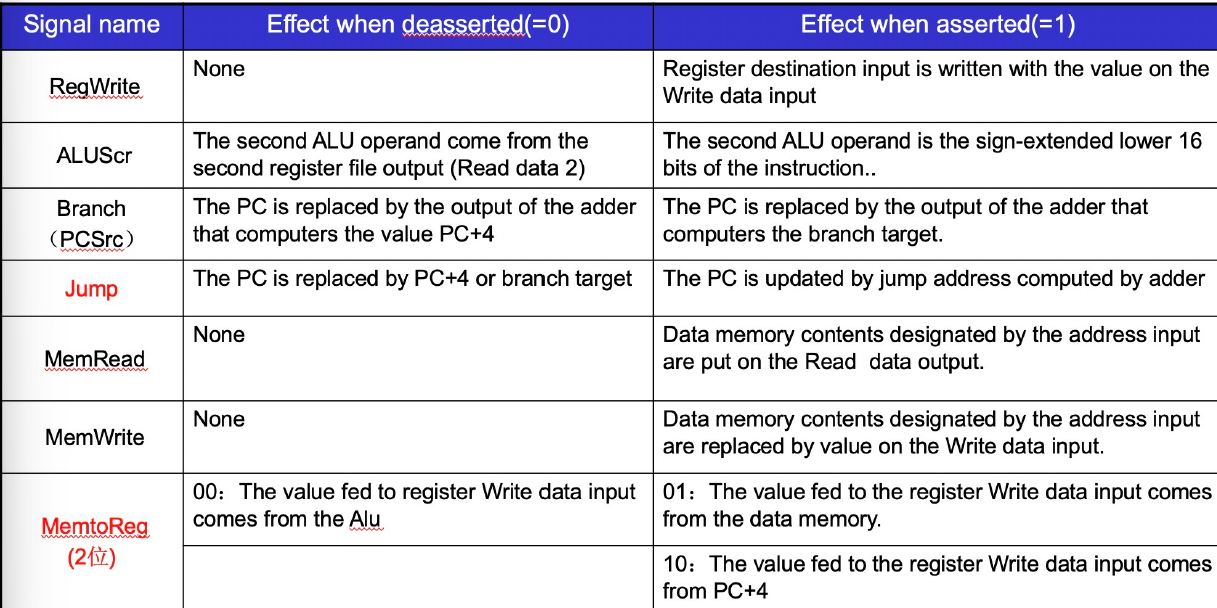 Signal name
Effect when deasserted(=0)
Effect when asserted(=1)
RegWrite
None
Register destination input is written with the value on the
Write data input
ALUScr
The second ALU operand come from the
second register file output (Read data 2)
The second ALU operand is the sign-extended lower 16
bits of the instruction..
Branch
（PCSrc）
The PC is replaced by the output of the adder
that computers the value PC+4
The PC is replaced by the output of the adder that
computers the branch target.
Jump
The PC is replaced by PC+4 or branch target
The PC is updated by jump address computed by adder
MemRead
None
Data memory contents designated by the address input
are put on the Read data output.
MemWrite
None
Data memory contents designated by the address input
are replaced by value on the Write data input.
MemtoReg
(2位)
00：The value fed to register Write data input
comes from the Alu
01：The value fed to the register Write data input comes
from the data memory.
10：The value fed to the register Write data input comes
from PC+4